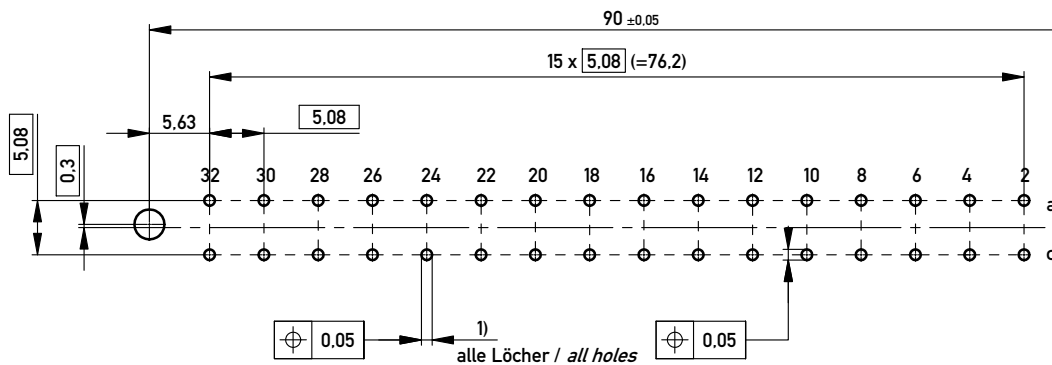 90 ±0,05
15 x 5,08 (=76,2)
5,63 5,08
5,08 0,3
32 30 28 26 24 22 20 18 16 14 12 10 8 6 4 2
a
0,05 1) 0,05
alle Löcher / all holes